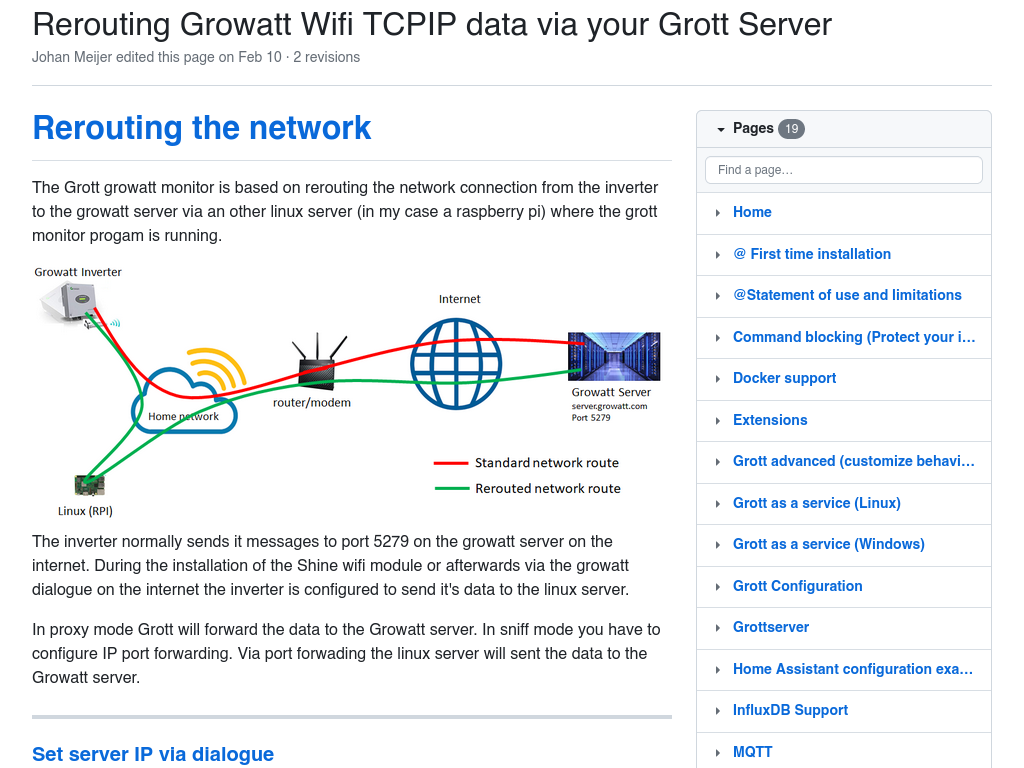 Rerouting Growatt Wifi TCPIP data via your Grott Server
Johan Meijer edited this page on Feb 10 · 2 revisions
Rerouting the network
The Grott growatt monitor is based on rerouting the network connection from the inverter
to the growatt server via an other linux server (in my case a raspberry pi) where the grott
monitor progam is running.
Growatt Inverter
Internet
Home network
router/modem
Growatt Server
server.growatt.com
Port 5279
Standard network route
Rerouted network route
Linux (RPI)
The inverter normally sends it messages to port 5279 on the growatt server on the
internet. During the installation of the Shine wifi module or afterwards via the growatt
dialogue on the internet the inverter is configured to send it's data to the linux server.
In proxy mode Grott will forward the data to the Growatt server. In sniff mode you have to
configure IP port forwarding. Via port forwading the linux server will sent the data to the
Growatt server.
Set server IP via dialogue
Pages 19
Find a page…
Home
@ First time installation
@Statement of use and limitations
Command blocking (Protect your i…
Docker support
Extensions
Grott advanced (customize behavi…
Grott as a service (Linux)
Grott as a service (Windows)
Grott Configuration
Grottserver
Home Assistant configuration exa…
InfluxDB Support
MQTT